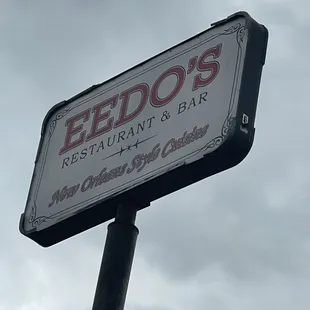 EEDO'S
RESTAURANT & BAR
New Orleans Style Cuisine